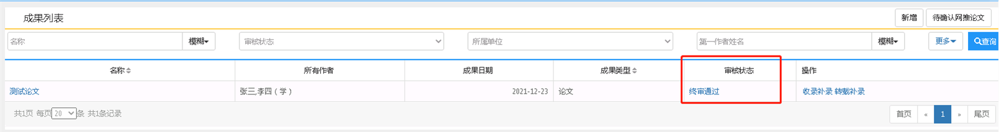 成果列表
新增 待确认网推论文
名称 模糊 审核状态 所属单位 第一作者姓名 模糊 更多 查询
名称 所有作者 成果日期 成果类型 审核状态 操作
测试论文 张三,李四（学） 2021-12-23 论文 终审通过 收录补录 转载补录
共1页 每页 20 条 共1条记录 首页 « 1 » 尾页